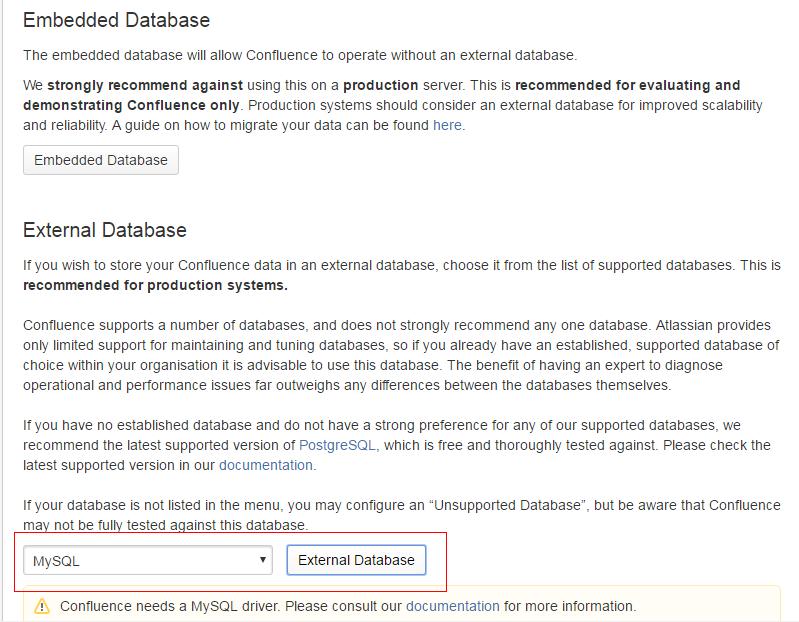 Embedded Database
The embedded database will allow Confluence to operate without an external database.
We strongly recommend against using this on a production server. This is recommended for evaluating and
demonstrating Confluence only. Production systems should consider an external database for improved scalability
and reliability. A guide on how to migrate your data can be found here.
Embedded Database
External Database
If you wish to store your Confluence data in an external database, choose it from the list of supported databases. This is
recommended for production systems.
Confluence supports a number of databases, and does not strongly recommend any one database. Atlassian provides
only limited support for maintaining and tuning databases, so if you already have an established, supported database of
choice within your organisation it is advisable to use this database. The benefit of having an expert to diagnose
operational and performance issues far outweighs any differences between the databases themselves.
If you have no established database and do not have a strong preference for any of our supported databases, we
recommend the latest supported version of PostgreSQL, which is free and thoroughly tested against. Please check the
latest supported version in our documentation.
If your database is not listed in the menu, you may configure an “Unsupported Database”, but be aware that Confluence
may not be fully tested against this database.
MySQL External Database
Confluence needs a MySQL driver. Please consult our documentation for more information.